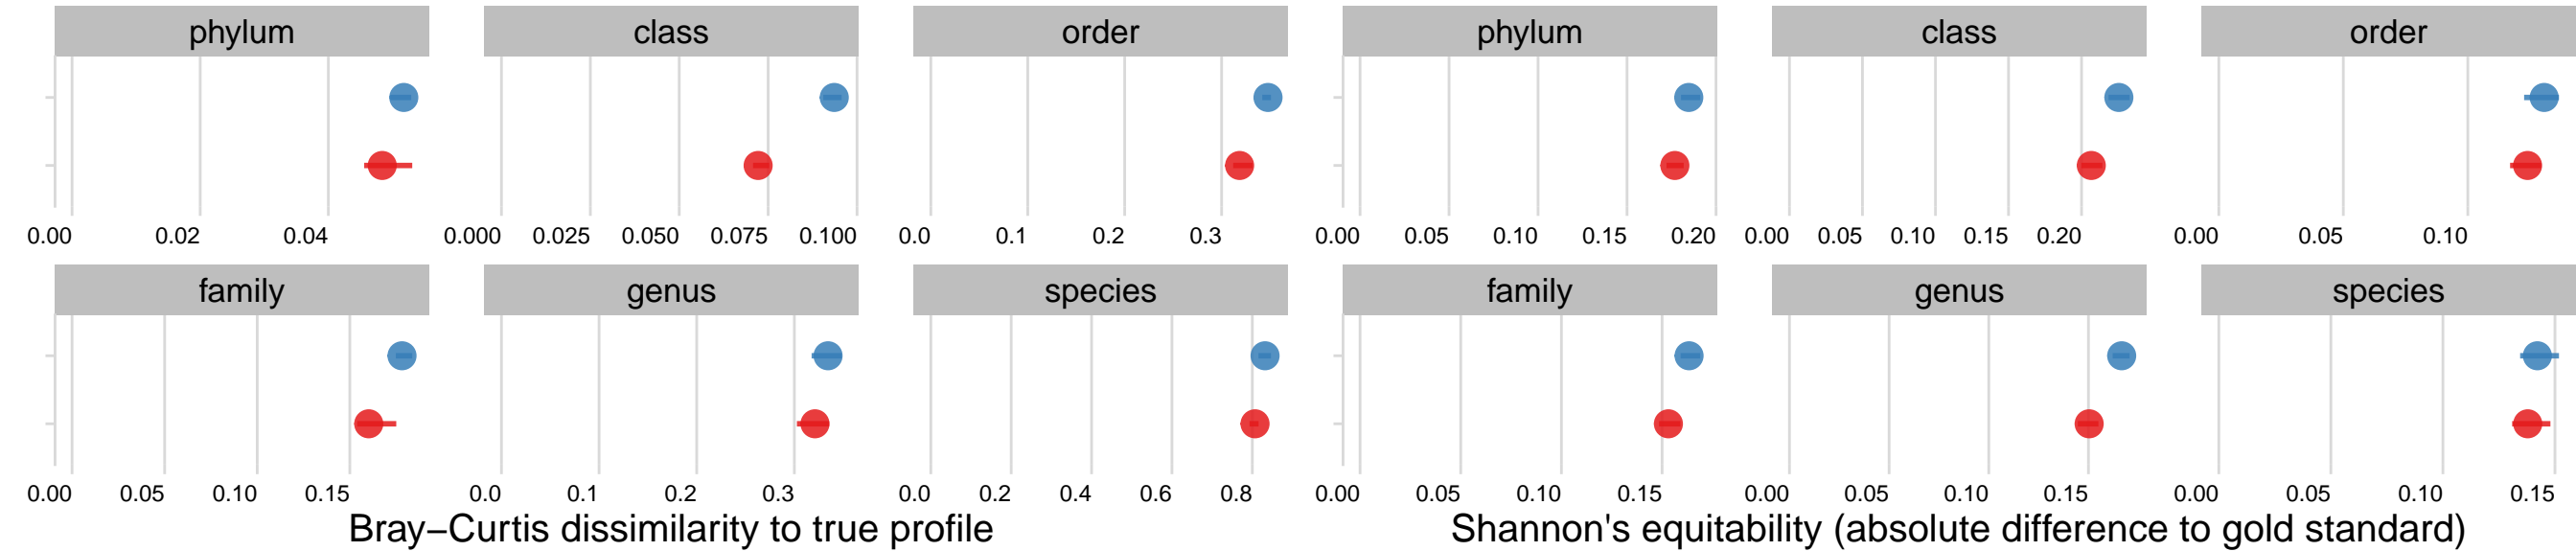 phylum class order phylum class order
0.00 0.02 0.04 0.000 0.025 0.050 0.075 0.100 0.0 0.1 0.2 0.3 0.00 0.05 0.10 0.15 0.20 0.00 0.05 0.10 0.15 0.20 0.00 0.05 0.10
family genus species family genus species
0.00 0.05 0.10 0.15 0.0 0.1 0.2 0.3 0.0 0.2 0.4 0.6 0.8 0.00 0.05 0.10 0.15 0.00 0.05 0.10 0.15 0.00 0.05 0.10 0.15
Bray−Curtis dissimilarity to true profile Shannon's equitability (absolute difference to gold standard)